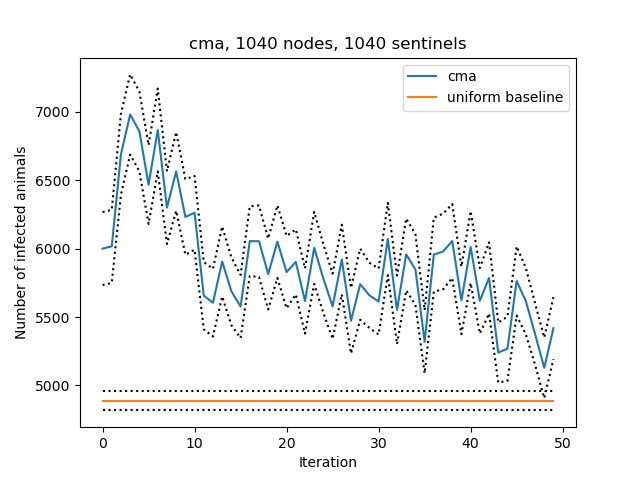 cma, 1040 nodes, 1040 sentinels
cma
uniform baseline
Number of infected animals
7000
6500
6000
5500
5000
0 10 20 30 40 50
Iteration